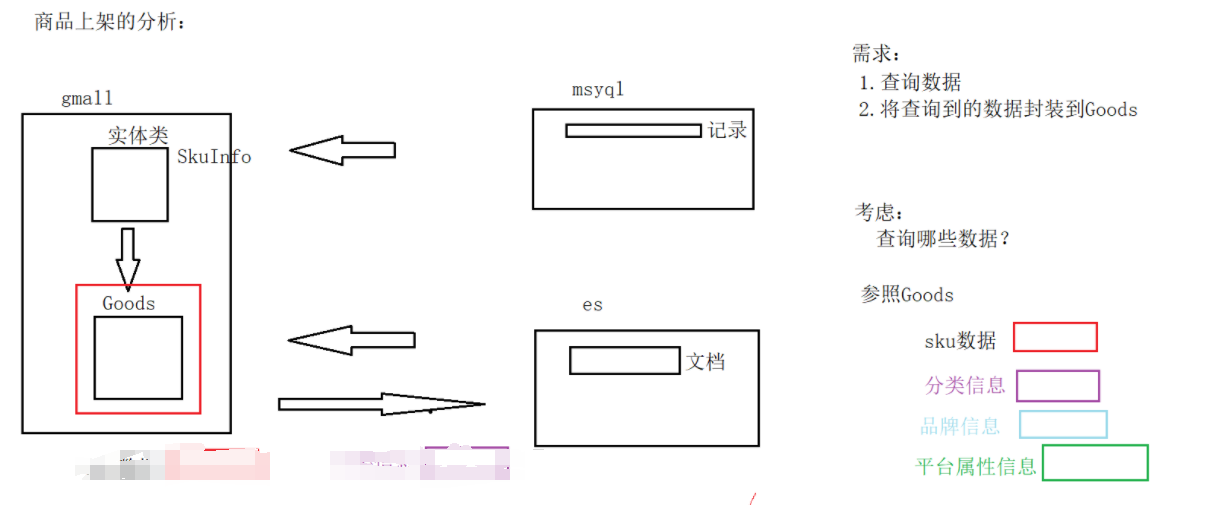 商品上架的分析：
gmall
实体类
SkuInfo
Goods
msyql
记录
es
文档
需求：
1. 查询数据
2. 将查询到的数据封装到Goods
考虑：
查询哪些数据？
参照Goods
sku数据
分类信息
品牌信息
平台属性信息